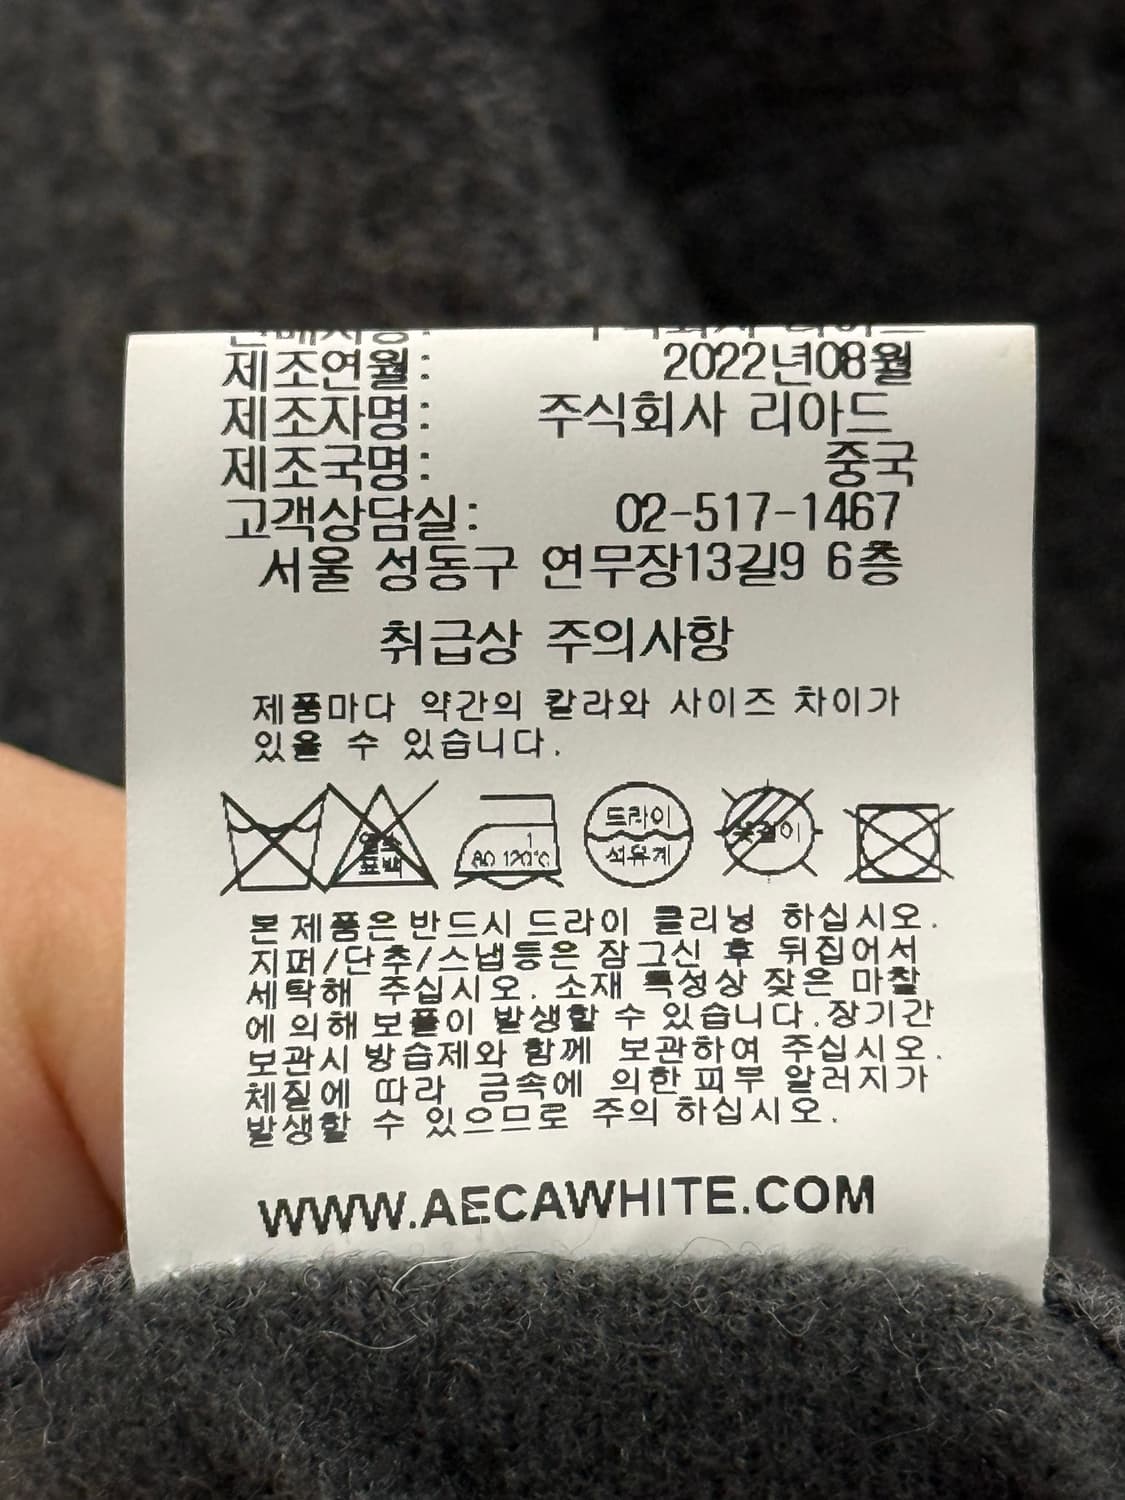 제조연월: 2022년08월
제조자명: 주식회사 리아드
제조국명: 중국
고객상담실: 02-517-1467
서울 성동구 연무장13길9 6층
취급상 주의사항
제품마다 약간의 칼라와 사이즈 차이가
있을 수 있습니다.
드라이
석유계
표백
120℃
본제품은 반드시 드라이 클리닝 하십시오.
지퍼/단추/스냅등은 잠그신 후 뒤집어서
세탁해 주십시오. 소재 특성상 잦은 마찰
에 의해 보풀이 발생할 수 있습니다.장기간
보관시 방습제와 함께 보관하여 주십시오.
체질에 따라 금속에 의한 피부 알러지가
발생할 수 있으므로 주의 하십시오.
WWW.AECAWHITE.COM